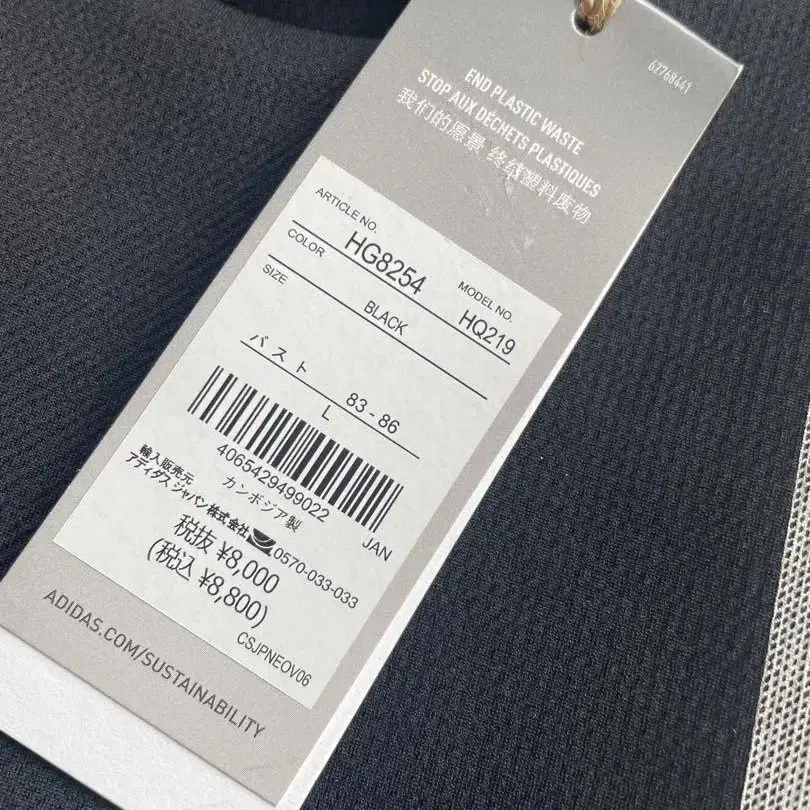 62768441
END PLASTIC WASTE
STOP AUX DÉCHETS PLASTIQUES
我们的愿景 终结塑料废物
ARTICLE NO.
HG8254
MODEL NO.
HQ219
COLOR
BLACK
SIZE
バスト 83 - 86
L
4065429499022
JAN
カンボジア製
輸入販売元
アディダス ジャパン株式会社 0570-033-033
税抜 ¥8,000
(税込 ¥8,800)
CSJPNEOV06
ADIDAS.COM/SUSTAINABILITY